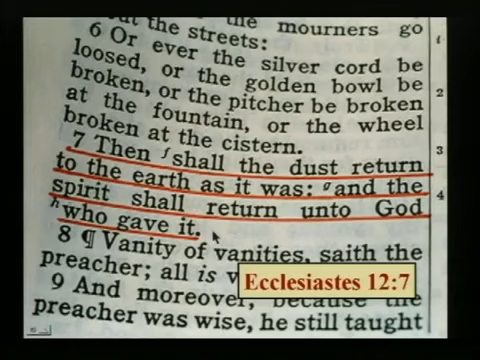 out the streets: the mourners go
6 Or ever the silver cord be
loosed, or the golden bowl be
broken, or the pitcher be broken
at the fountain, or the wheel
broken at the cistern.
7 Then f shall the dust return
to the earth as it was: g and the
spirit shall return unto God
h who gave it.
8 ¶ Vanity of vanities, saith the
preacher; all is v
Ecclesiastes 12:7
9 And moreover, because the
preacher was wise, he still taught
2
3
4